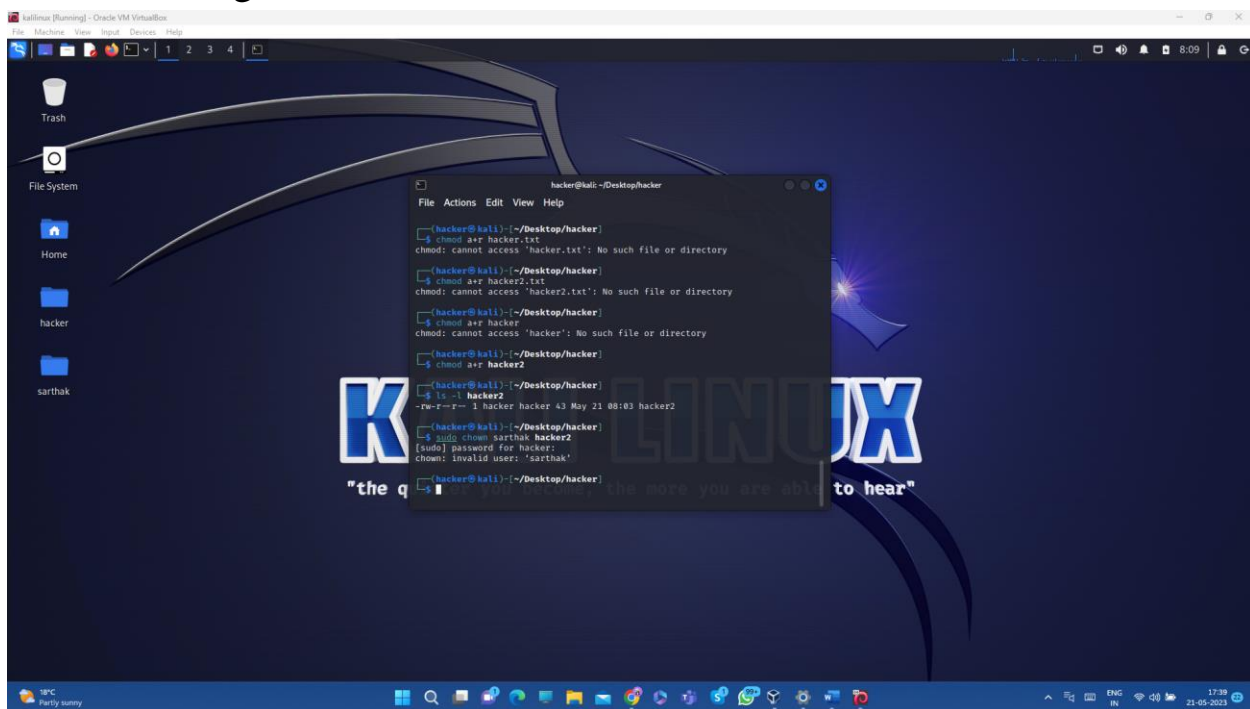 kalilinux [Running] - Oracle VM VirtualBox
File Machine View Input Devices Help
1 2 3 4
8:09
Trash
File System
Home
hacker
sarthak
hacker@kali: ~/Desktop/hacker
File Actions Edit View Help
(hacker㉿kali)-[~/Desktop/hacker]
$ chmod a+r hacker.txt
chmod: cannot access 'hacker.txt': No such file or directory
(hacker㉿kali)-[~/Desktop/hacker]
$ chmod a+r hacker2.txt
chmod: cannot access 'hacker2.txt': No such file or directory
(hacker㉿kali)-[~/Desktop/hacker]
$ chmod a+r hacker
chmod: cannot access 'hacker': No such file or directory
(hacker㉿kali)-[~/Desktop/hacker]
$ chmod a+r hacker2
(hacker㉿kali)-[~/Desktop/hacker]
$ ls -l hacker2
-rw-r--r-- 1 hacker hacker 43 May 21 08:03 hacker2
(hacker㉿kali)-[~/Desktop/hacker]
$ sudo chown sarthak hacker2
[sudo] password for hacker:
chown: invalid user: 'sarthak'
(hacker㉿kali)-[~/Desktop/hacker]
$
KALI LINUX
"the quieter you become, the more you are able to hear"
18°C
Partly sunny
ENG
IN
17:39
21-05-2023